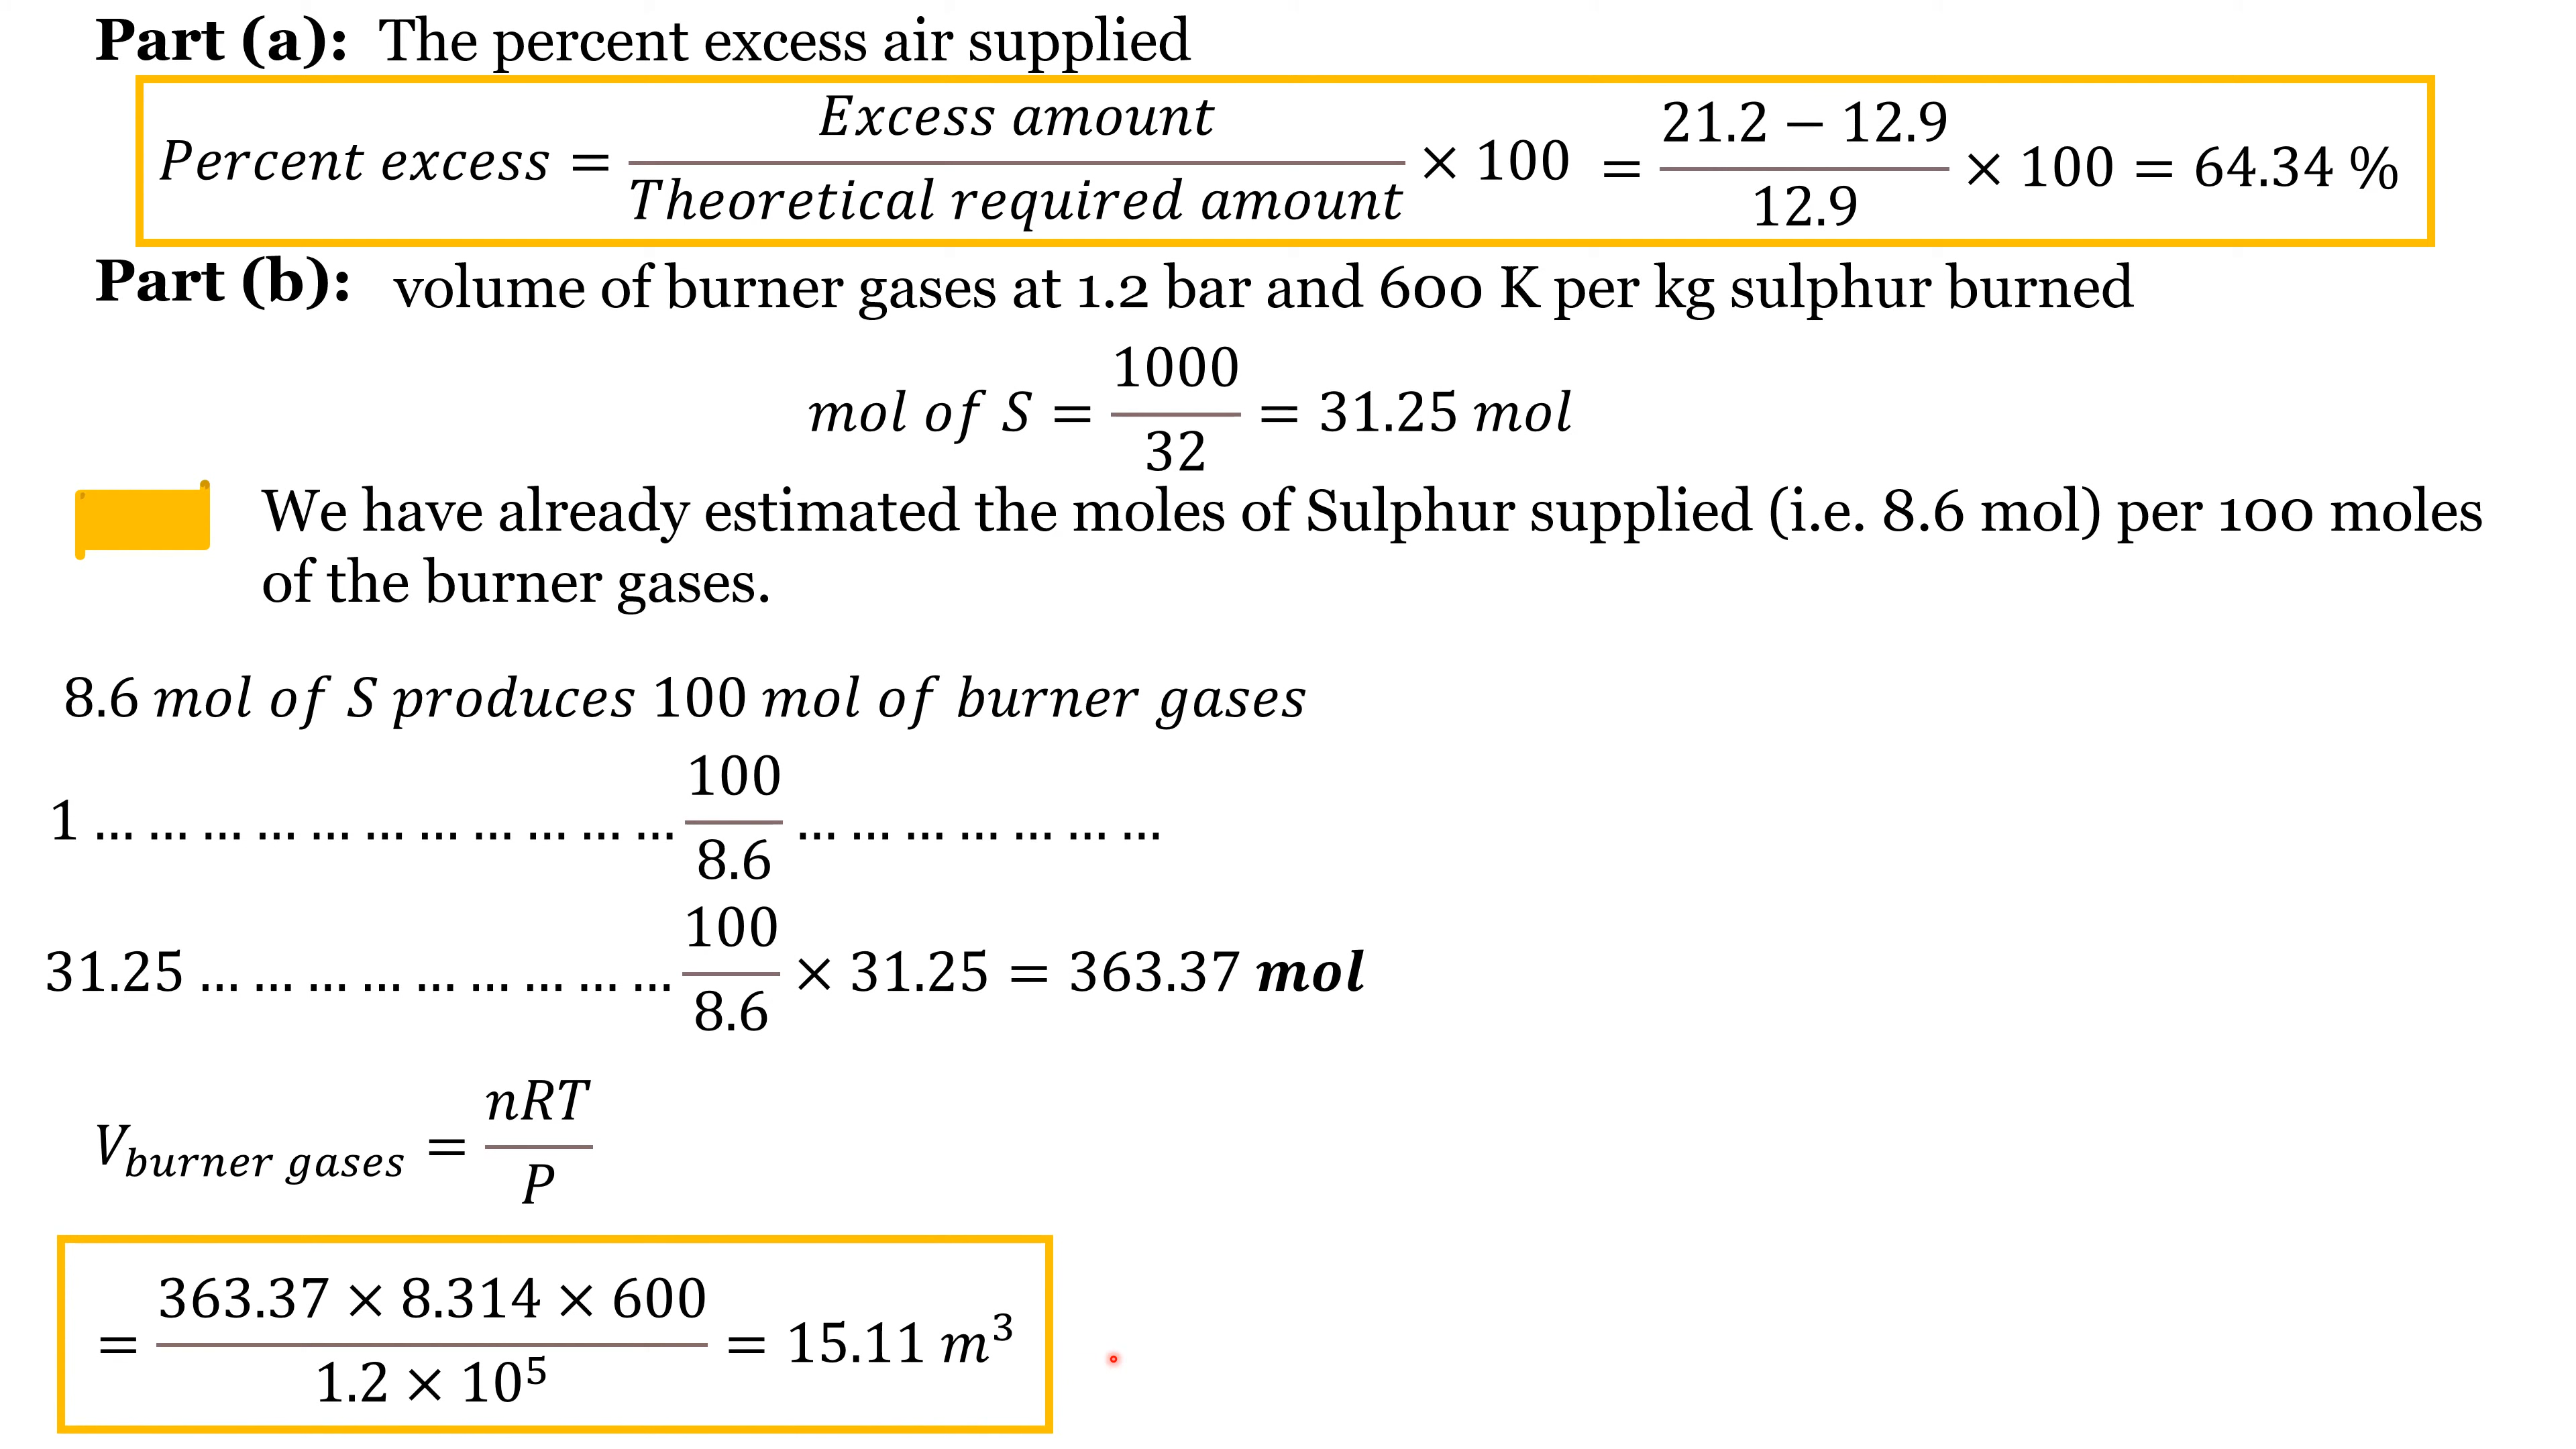 Part (a): The percent excess air supplied
Percent excess = Excess amount / Theoretical required amount × 100 = 21.2 − 12.9 / 12.9 × 100 = 64.34 %
Part (b): volume of burner gases at 1.2 bar and 600 K per kg sulphur burned
mol of S = 1000 / 32 = 31.25 mol
We have already estimated the moles of Sulphur supplied (i.e. 8.6 mol) per 100 moles
of the burner gases.
8.6 mol of S produces 100 mol of burner gases
1 … … … … … … … … … … … 100 / 8.6 … … … … … … …
31.25 … … … … … … … … … 100 / 8.6 × 31.25 = 363.37 mol
V_burner gases = nRT / P
= 363.37 × 8.314 × 600 / 1.2 × 10⁵ = 15.11 m³